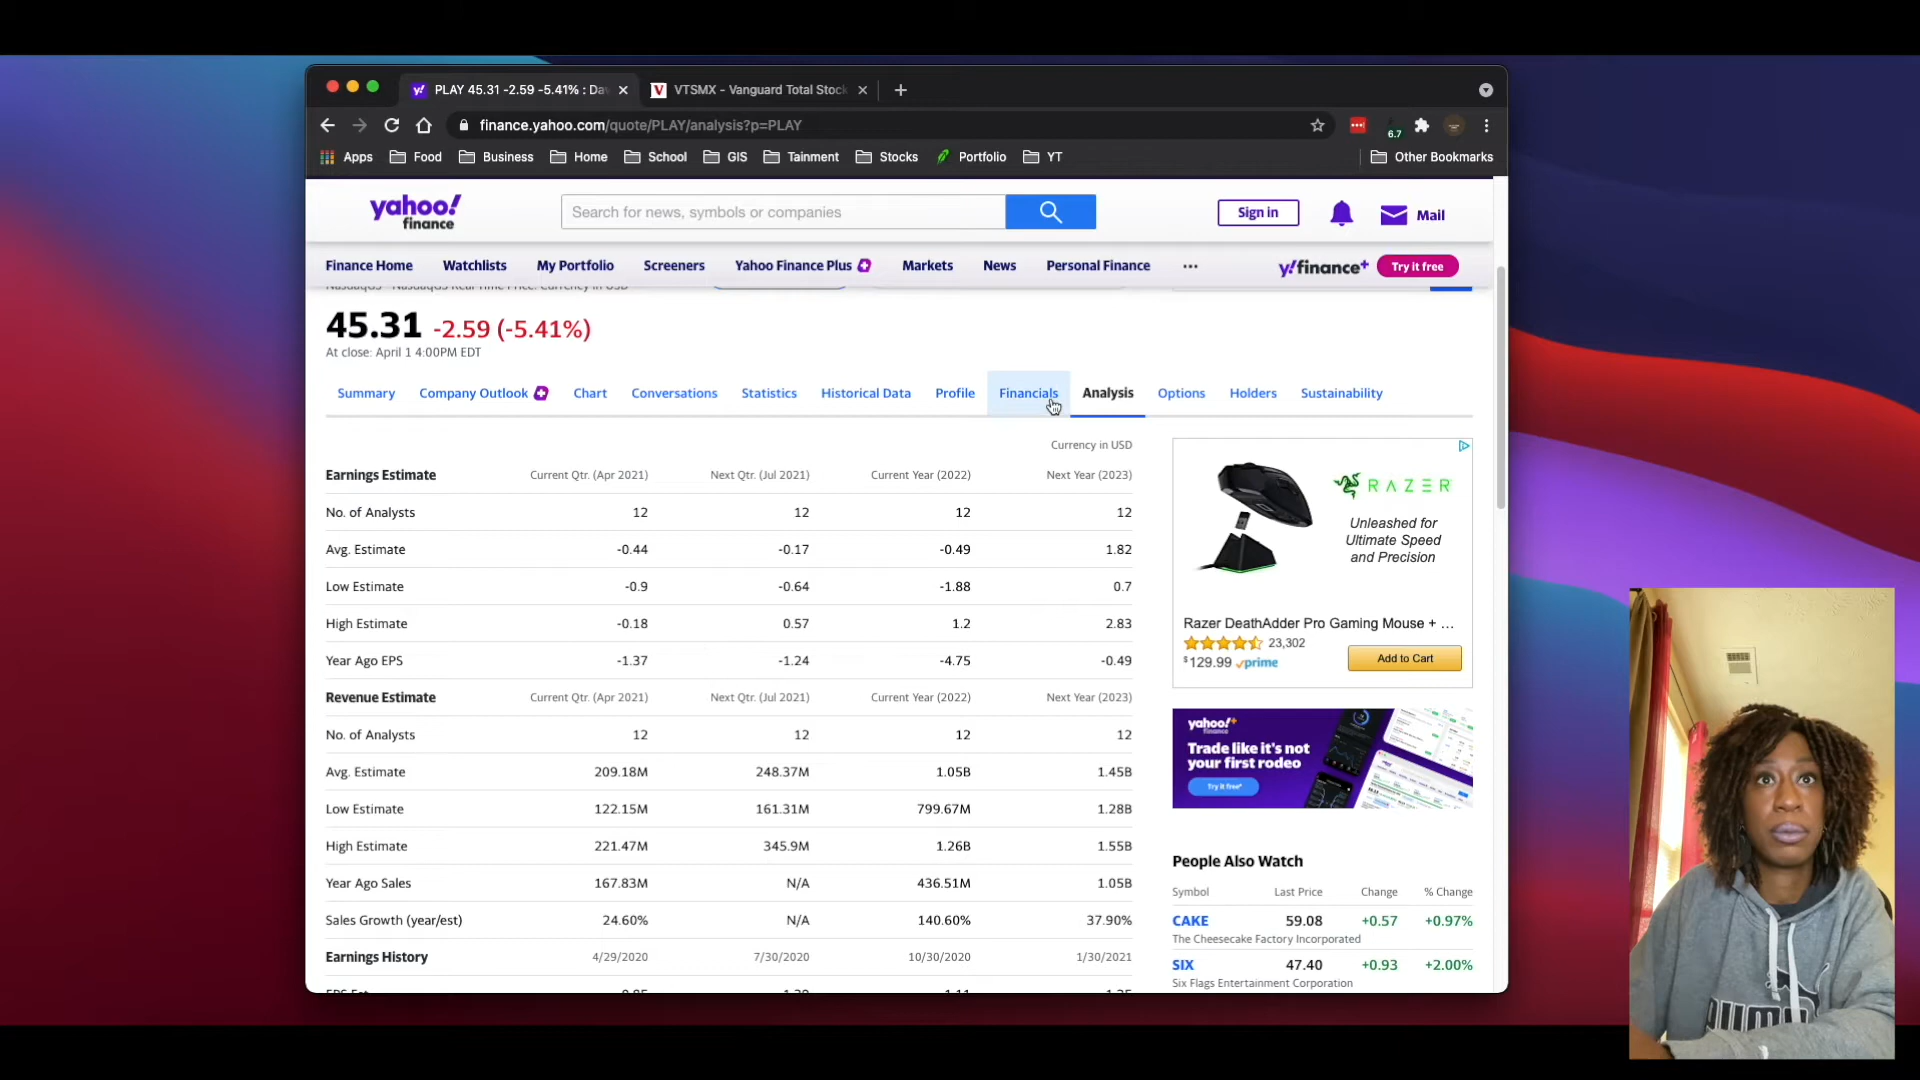 PLAY 45.31 -2.59 -5.41% : Da
VTSMX - Vanguard Total Stock
finance.yahoo.com/quote/PLAY/analysis?p=PLAY
6.7
Apps Food Business Home School GIS Tainment Stocks Portfolio YT Other Bookmarks
yahoo!
finance
Search for news, symbols or companies
Sign in
Mail
Finance Home Watchlists My Portfolio Screeners Yahoo Finance Plus Markets News Personal Finance ... y!finance+ Try it free
NasdaqGS - NasdaqGS Real Time Price. Currency in USD
45.31 -2.59 (-5.41%)
At close: April 1 4:00PM EDT
Summary Company Outlook Chart Conversations Statistics Historical Data Profile Financials Analysis Options Holders Sustainability
Currency in USD
Earnings Estimate Current Qtr. (Apr 2021) Next Qtr. (Jul 2021) Current Year (2022) Next Year (2023)
No. of Analysts 12 12 12 12
Avg. Estimate -0.44 -0.17 -0.49 1.82
Low Estimate -0.9 -0.64 -1.88 0.7
High Estimate -0.18 0.57 1.2 2.83
Year Ago EPS -1.37 -1.24 -4.75 -0.49
Revenue Estimate Current Qtr. (Apr 2021) Next Qtr. (Jul 2021) Current Year (2022) Next Year (2023)
No. of Analysts 12 12 12 12
Avg. Estimate 209.18M 248.37M 1.05B 1.45B
Low Estimate 122.15M 161.31M 799.67M 1.28B
High Estimate 221.47M 345.9M 1.26B 1.55B
Year Ago Sales 167.83M N/A 436.51M 1.05B
Sales Growth (year/est) 24.60% N/A 140.60% 37.90%
Earnings History 4/29/2020 7/30/2020 10/30/2020 1/30/2021
RAZER
Unleashed for
Ultimate Speed
and Precision
Razer DeathAdder Pro Gaming Mouse + ...
23,302
$129.99 prime
Add to Cart
yahoo!+
finance
Trade like it's not
your first rodeo
Try it free*
People Also Watch
Symbol Last Price Change % Change
CAKE 59.08 +0.57 +0.97%
The Cheesecake Factory Incorporated
SIX 47.40 +0.93 +2.00%
Six Flags Entertainment Corporation
PUMA